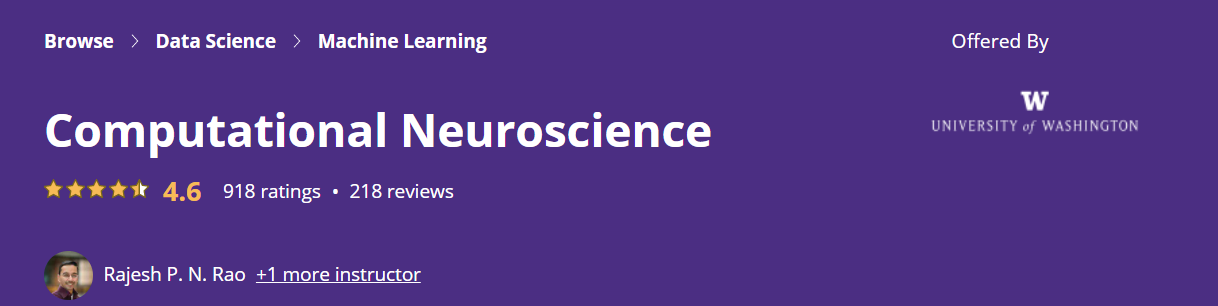 Browse > Data Science > Machine Learning
Offered By
W
UNIVERSITY of WASHINGTON
Computational Neuroscience
4.6 918 ratings • 218 reviews
Rajesh P. N. Rao +1 more instructor